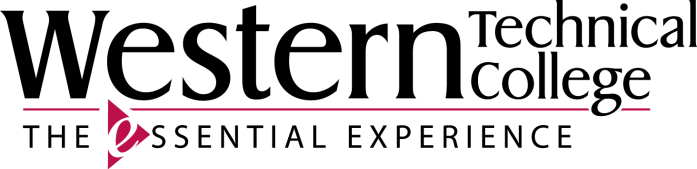 Western Technical College
THE eSSENTIAL EXPERIENCE